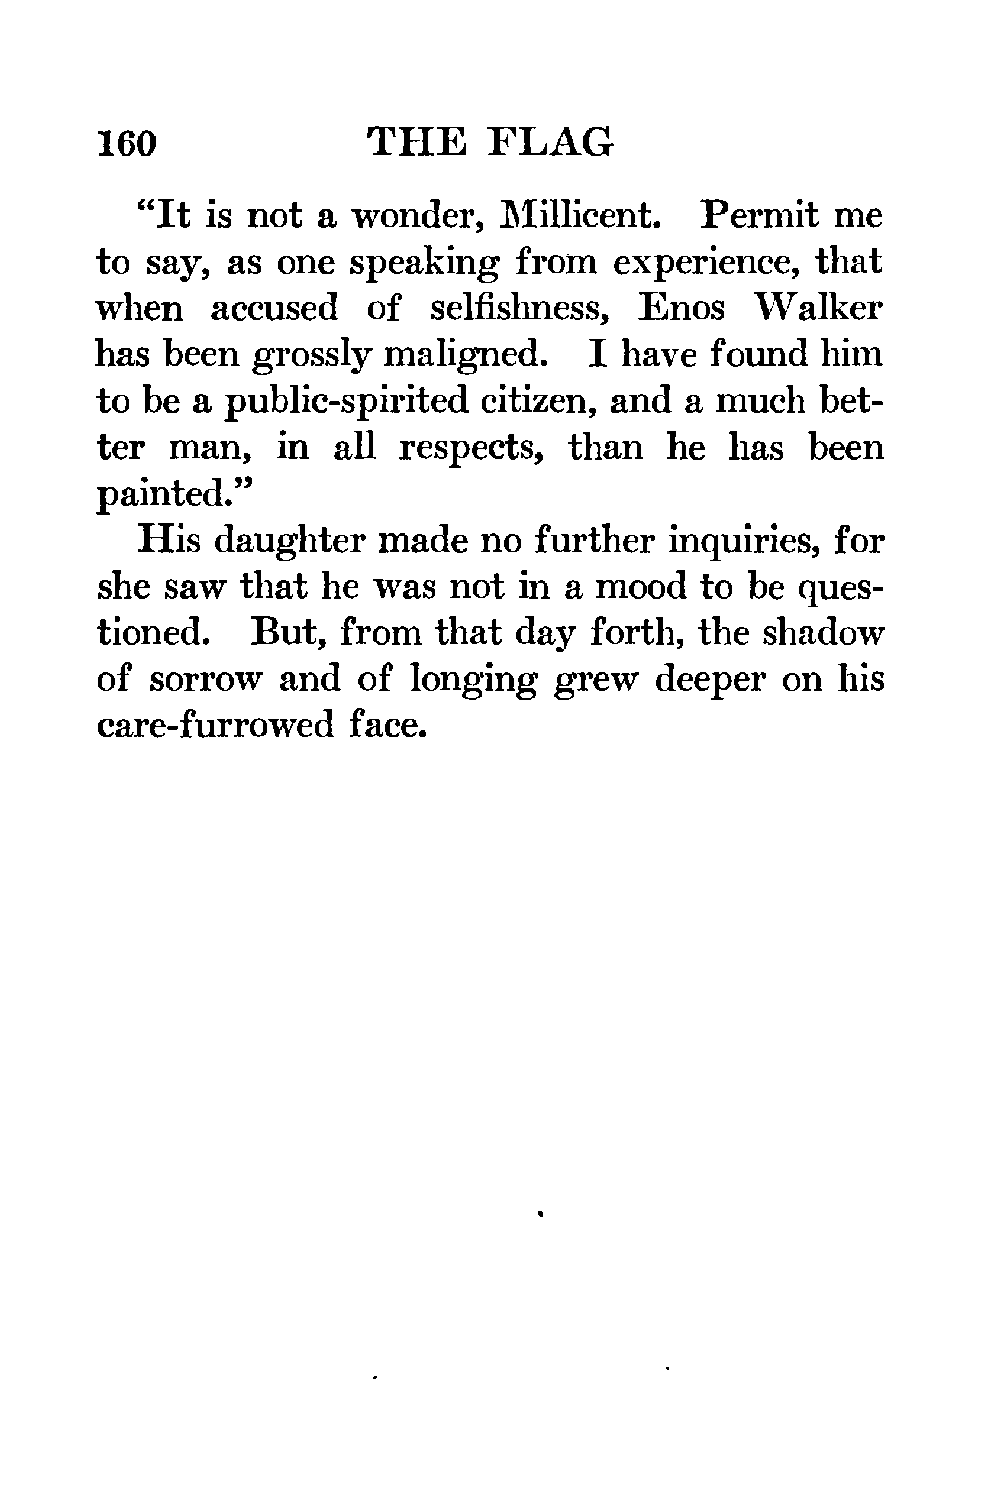 160 THE FLAG
“It is not a wonder, Millicent. Permit me
to say, as one speaking from experience, that
when accused of selfishness, Enos Walker
has been grossly maligned. I have found him
to be a public-spirited citizen, and a much bet-
ter man, in all respects, than he has been
painted.”
His daughter made no further inquiries, for
she saw that he was not in a mood to be ques-
tioned. But, from that day forth, the shadow
of sorrow and of longing grew deeper on his
care-furrowed face.